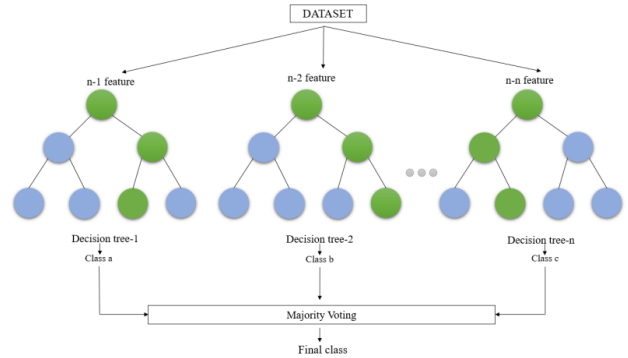 DATASET
n-1 feature
n-2 feature
n-n feature
Decision tree-1
Decision tree-2
Decision tree-n
Class a
Class b
Class c
Majority Voting
Final class